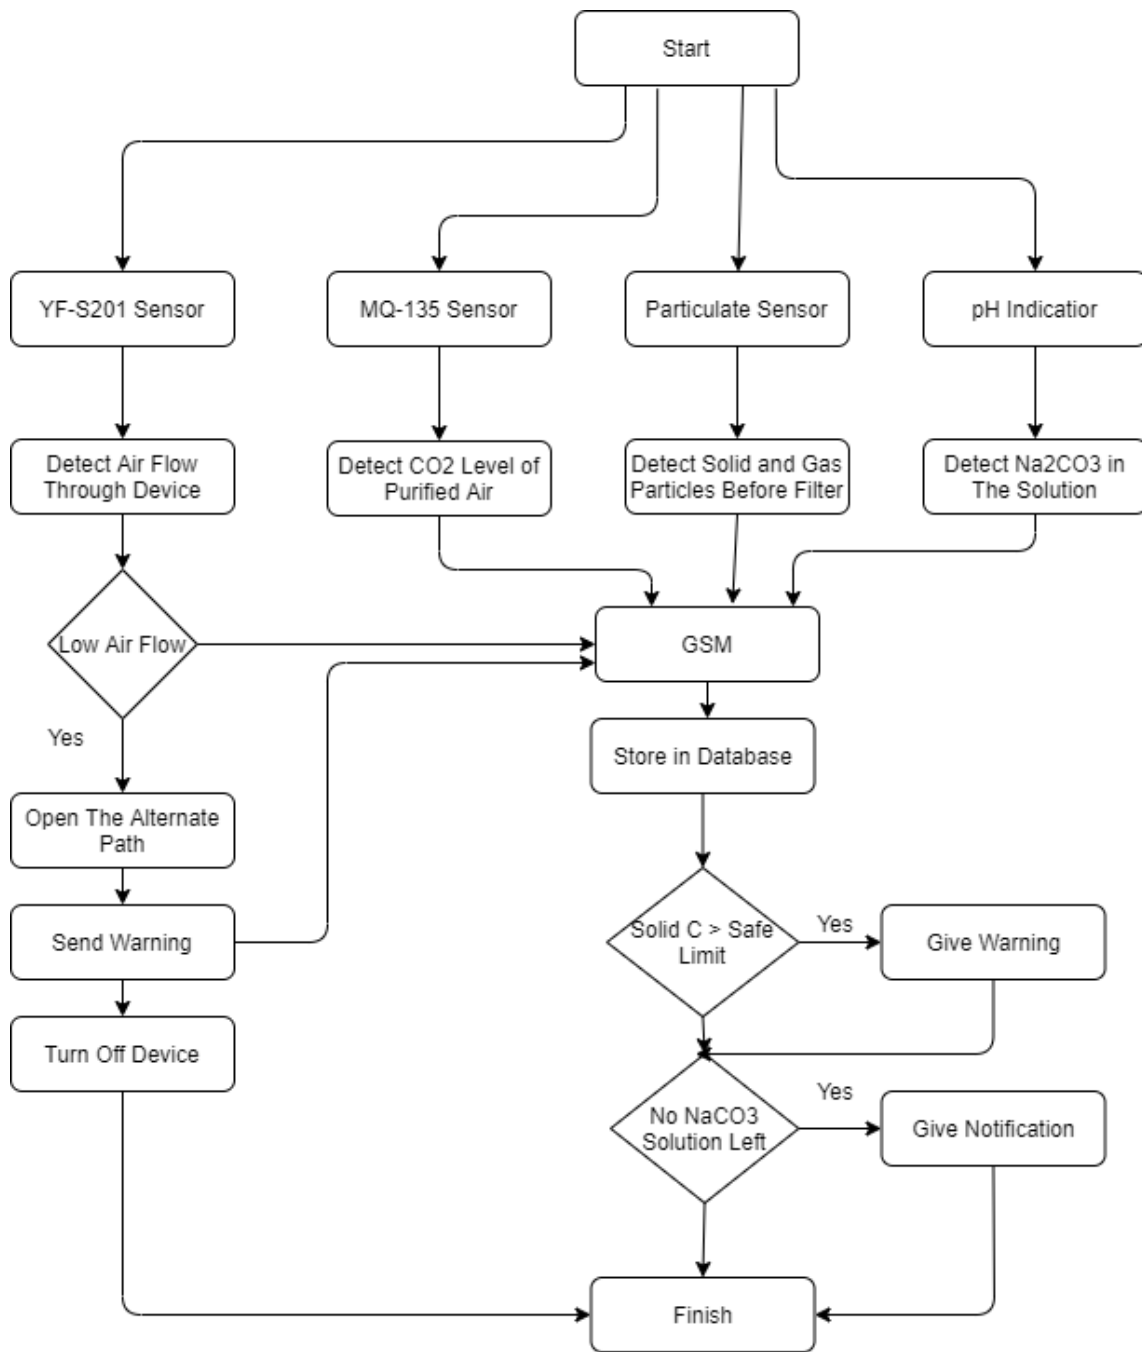 Start
YF-S201 Sensor
MQ-135 Sensor
Particulate Sensor
pH Indicatior
Detect Air Flow
Through Device
Detect CO2 Level of
Purified Air
Detect Solid and Gas
Particles Before Filter
Detect Na2CO3 in
The Solution
Low Air Flow
GSM
Yes
Store in Database
Open The Alternate
Path
Send Warning
Solid C > Safe
Limit
Yes
Give Warning
Turn Off Device
No NaCO3
Solution Left
Yes
Give Notification
Finish